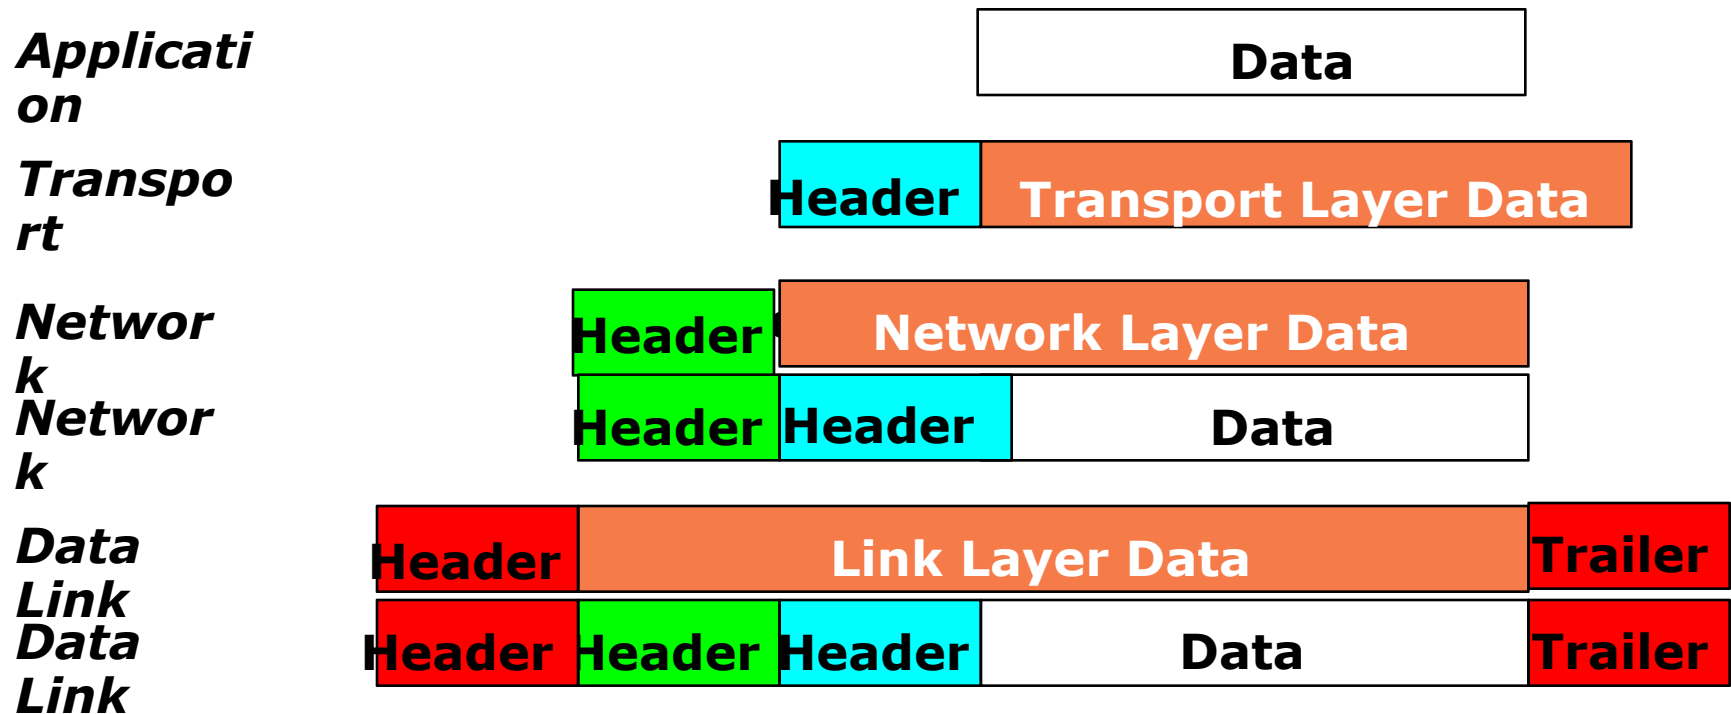 Applicati
on
Data
Transpo
rt
Header
Transport Layer Data
Networ
k
Header
Network Layer Data
Networ
k
Header
Header
Data
Data
Link
Header
Link Layer Data
Trailer
Data
Link
Header
Header
Header
Data
Trailer